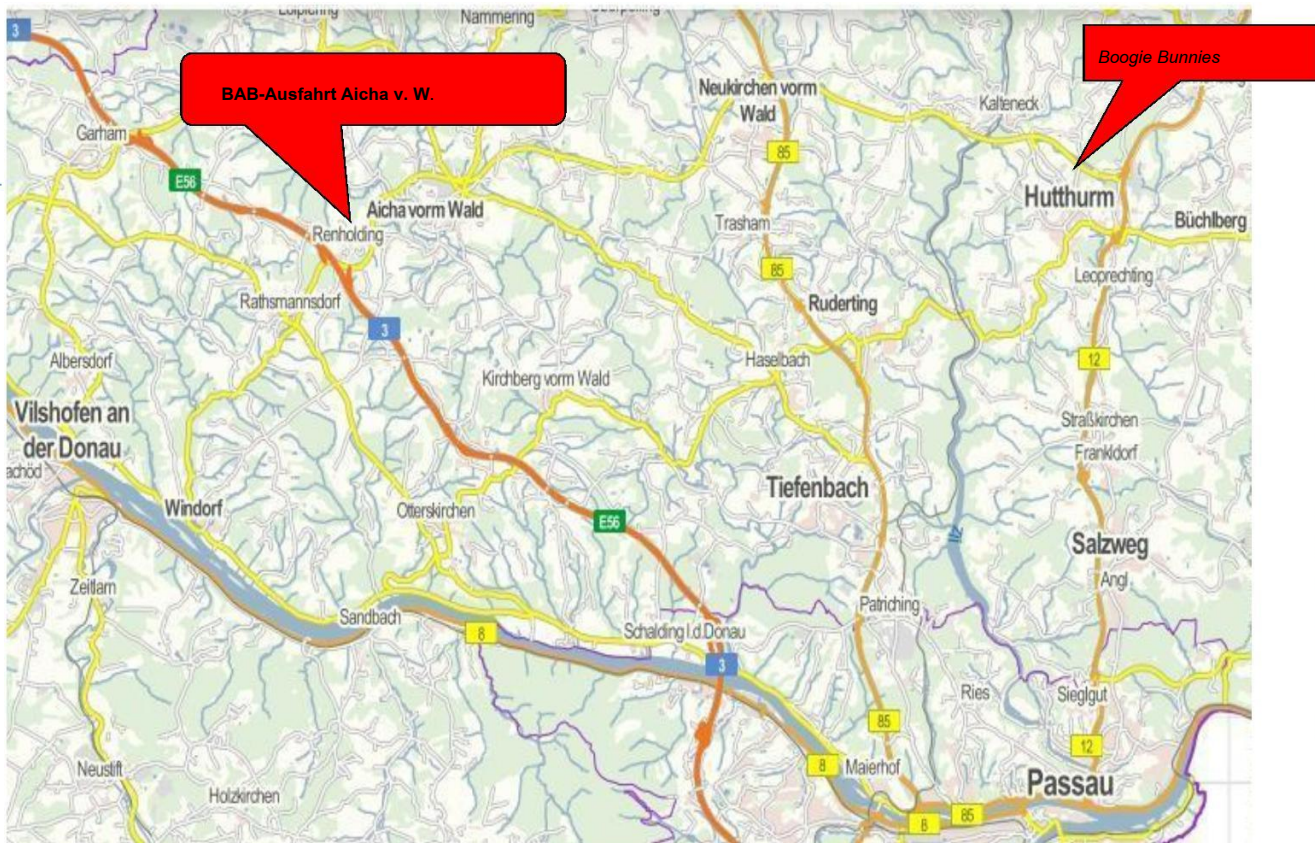 Nammering
3
Boogie Bunnies
BAB-Ausfahrt Aicha v. W.
Neukirchen vorm
Wald
Kalteneck
Garham
85
E56
Hutthurm
Aicha vorm Wald
Trasham
Büchlberg
Renholding
85
Leoprechting
Rathsmannsdorf
Ruderting
3
Albersdorf
Haselbach
12
Kirchberg vorm Wald
Vilshofen an
der Donau
Straßkirchen
Frankldorf
Tiefenbach
Windorf
Otterskirchen
E56
Ilz
Salzweg
Angl
Zeitlarn
Patriching
Sandbach
8
Schalding l.d.Donau
3
Ries
Sieglgut
85
12
Neustift
Holzkirchen
8
Maierhof
Passau
8
85